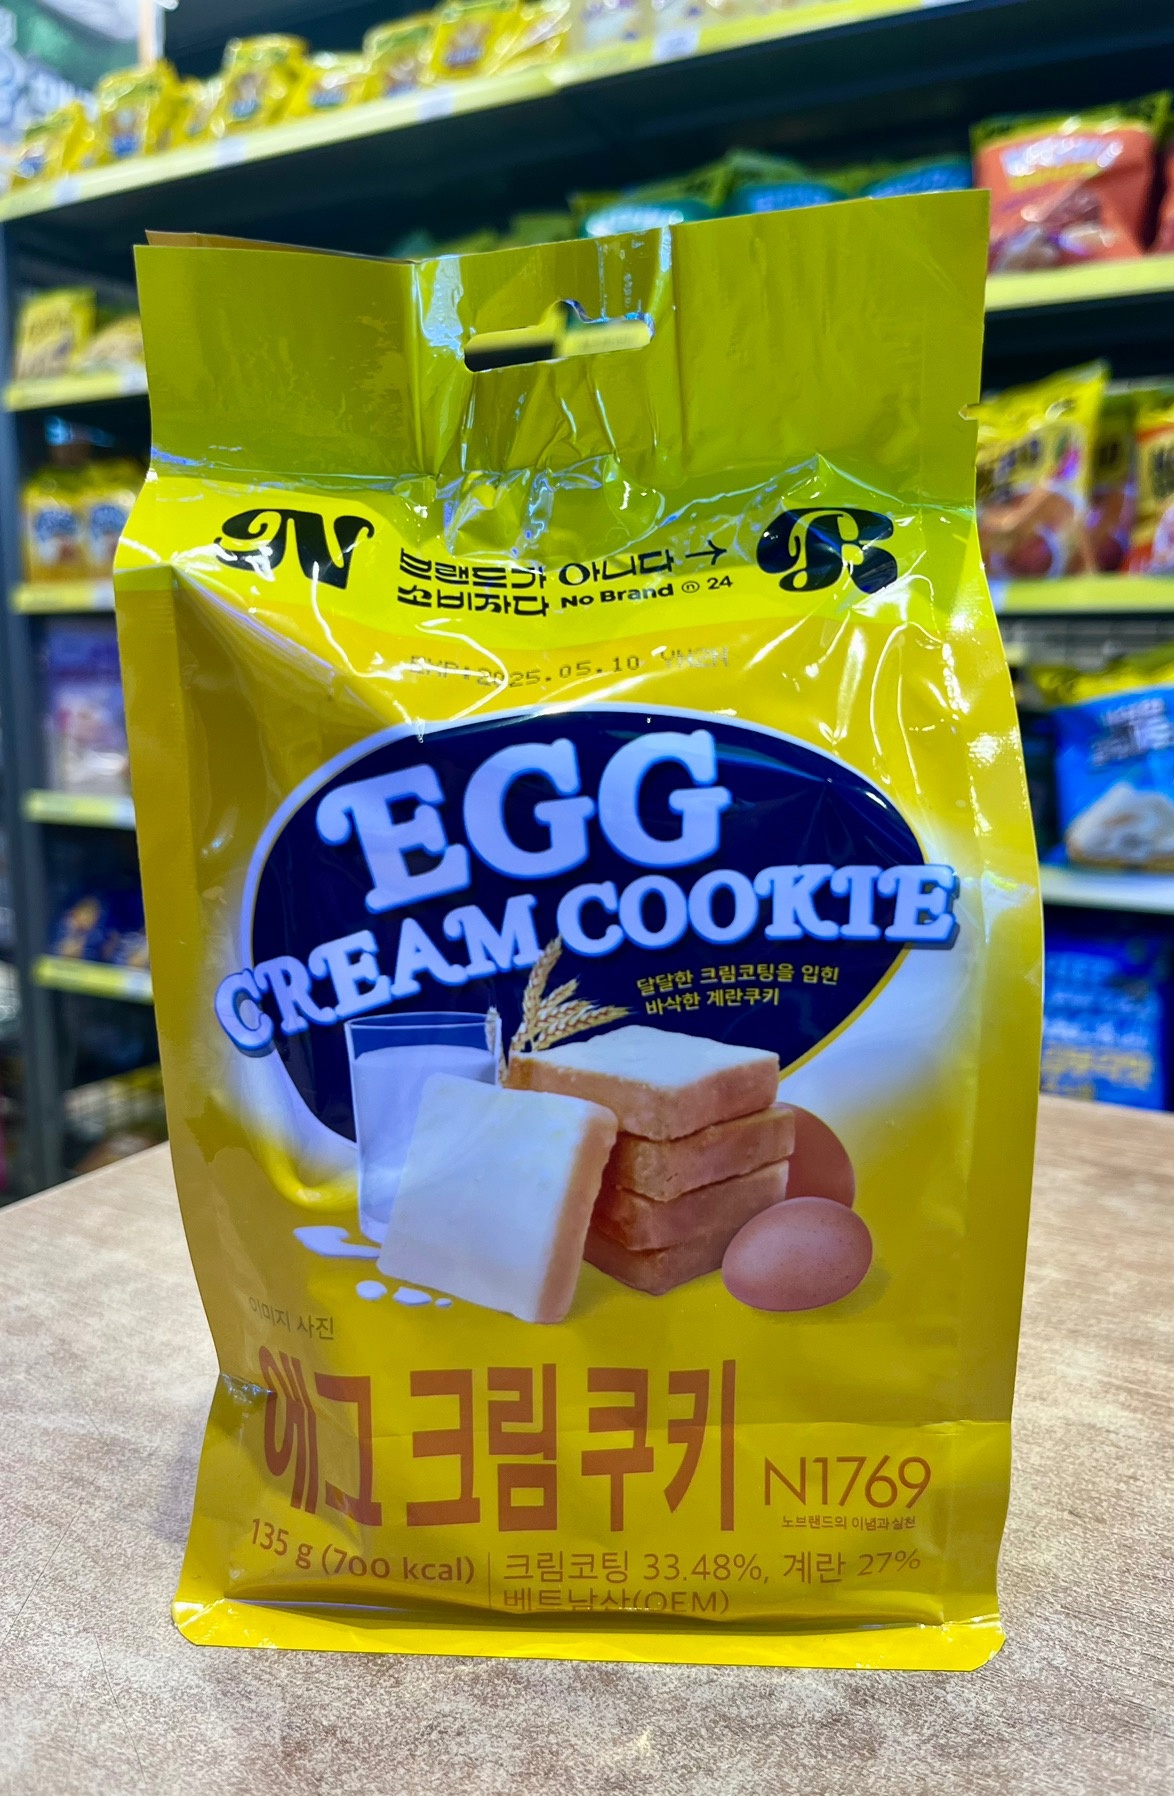 N
브랜드가 아니다 →
소비자다 No Brand ⓝ 24
B
EXP:2025.05.10
EGG
CREAM COOKIE
달달한 크림코팅을 입힌
바삭한 계란쿠키
이미지 사진
에그 크림 쿠키
N1769
노브랜드의 이념과 실천
135 g (700 kcal)
크림코팅 33.48%, 계란 27%
베트남산(OEM)